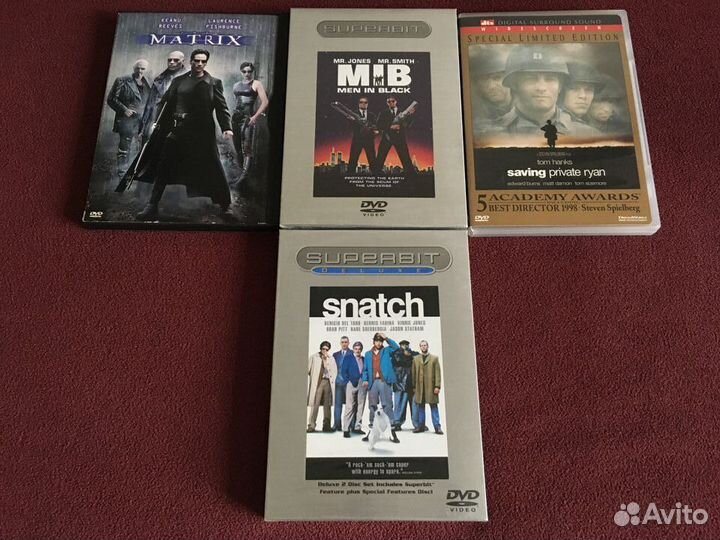 KEANU REEVES
LAURENCE FISHBURNE
THE MATRIX
DVD
SUPERBIT
MR. JONES MR. SMITH
MIB
MEN IN BLACK
PROTECTING THE EARTH
FROM THE SCUM OF
THE UNIVERSE
DVD
VIDEO
dts DIGITAL SURROUND SOUND
WIDESCREEN
SPECIAL LIMITED EDITION
tom hanks
saving private ryan
edward burns matt damon tom sizemore
5 ACADEMY AWARDS
BEST DIRECTOR 1998 - Steven Spielberg
DVD
SUPERBIT
DELUXE
snatch
BENICIO DEL TORO DENNIS FARINA VINNIE JONES
BRAD PITT RADE SHERBEDGIA JASON STATHAM
"A rock-'em sock-'em caper
with energy to spare."
Deluxe 2 Disc Set Includes Superbit
Feature plus Special Features Disc!
DVD
VIDEO
Avito